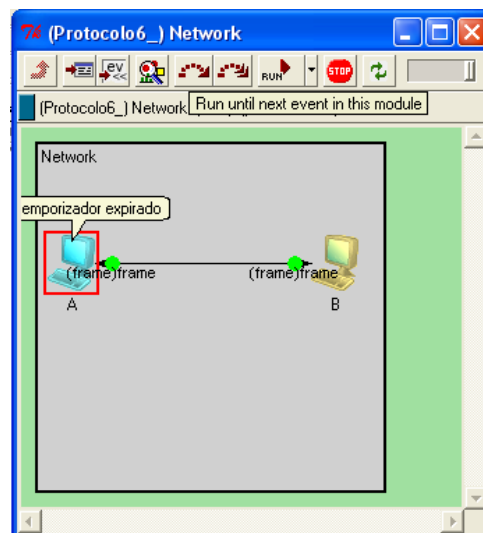 (Protocolo6_) Network
ev
<<
RUN
STOP
(Protocolo6_) Network
Run until next event in this module
Network
emporizador expirado
(frame)frame
(frame)frame
A
B